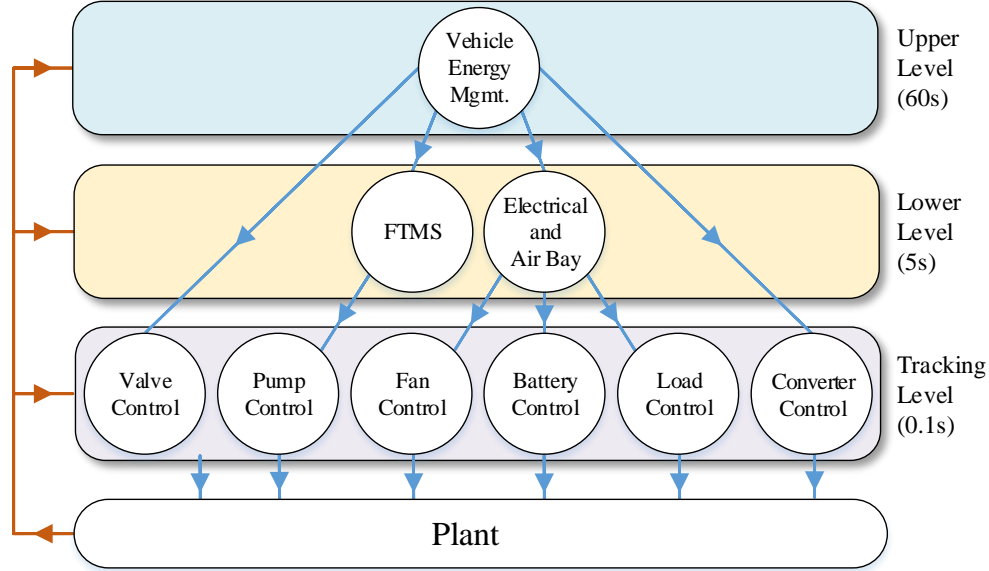 Vehicle
Energy
Mgmt.
Upper
Level
(60s)
FTMS
Electrical
and
Air Bay
Lower
Level
(5s)
Valve
Control
Pump
Control
Fan
Control
Battery
Control
Load
Control
Converter
Control
Tracking
Level
(0.1s)
Plant